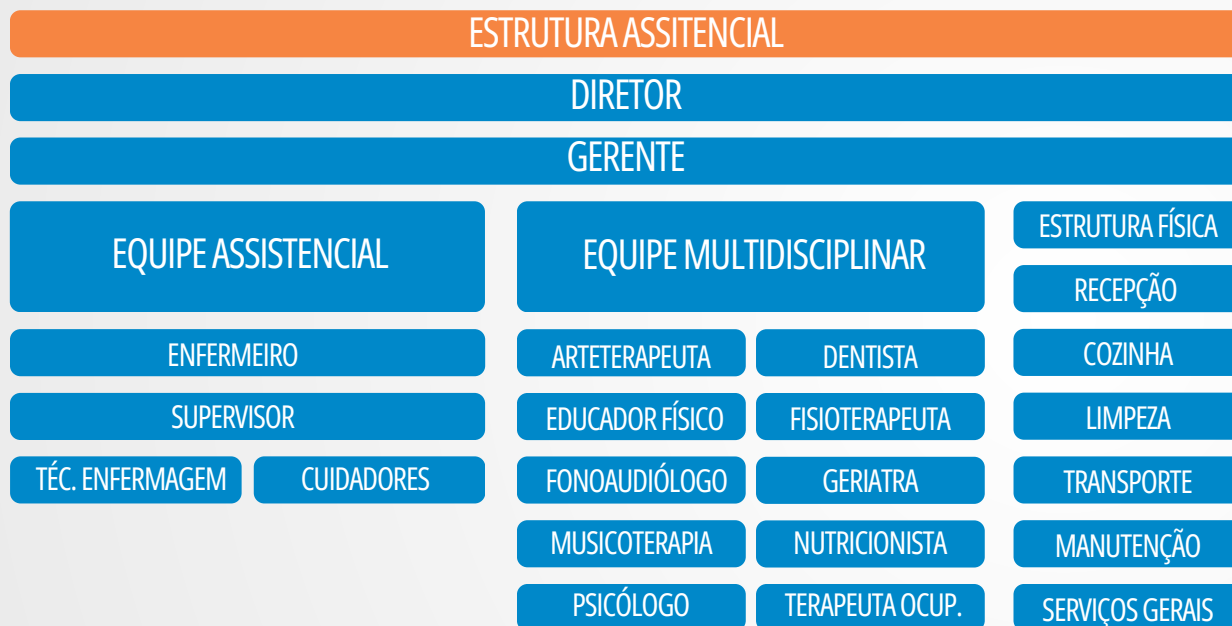 ESTRUTURA ASSITENCIAL
DIRETOR
GERENTE
EQUIPE ASSISTENCIAL
ENFERMEIRO
SUPERVISOR
TÉC. ENFERMAGEM
CUIDADORES
EQUIPE MULTIDISCIPLINAR
ARTETERAPEUTA
DENTISTA
EDUCADOR FÍSICO
FISIOTERAPEUTA
FONOAUDIÓLOGO
GERIATRA
MUSICOTERAPIA
NUTRICIONISTA
PSICÓLOGO
TERAPEUTA OCUP.
ESTRUTURA FÍSICA
RECEPÇÃO
COZINHA
LIMPEZA
TRANSPORTE
MANUTENÇÃO
SERVIÇOS GERAIS